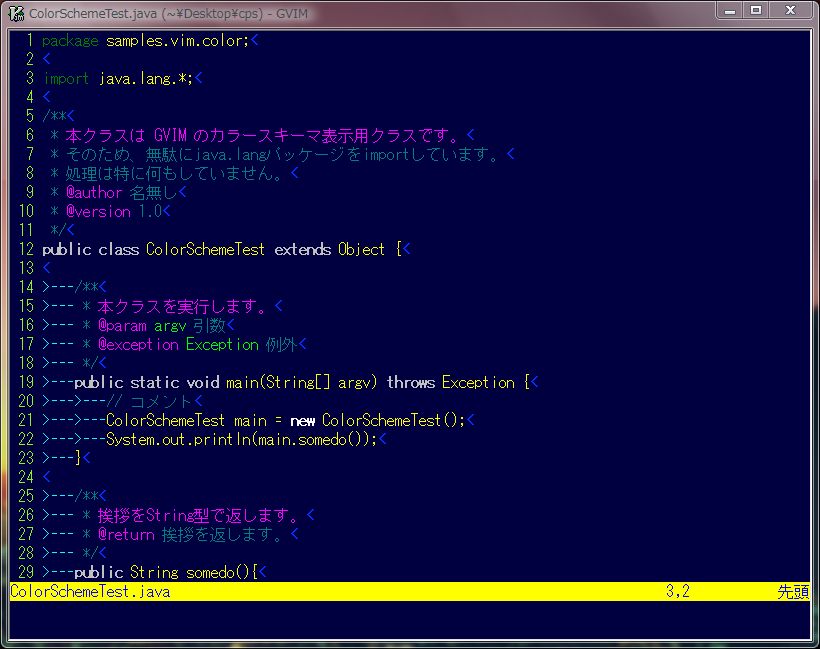 ColorSchemeTest.java (~¥Desktop¥cps) - GVIM
1 package samples.vim.color;<
2 <
3 import java.lang.*;<
4 <
5 /**<
6  * 本クラスは GVIM のカラースキーマ表示用クラスです。<
7  * そのため、無駄にjava.langパッケージをimportしています。<
8  * 処理は特に何もしていません。<
9  * @author 名無し<
10  * @version 1.0<
11  */<
12 public class ColorSchemeTest extends Object {<
13 <
14 >---/**<
15 >--- * 本クラスを実行します。<
16 >--- * @param argv 引数<
17 >--- * @exception Exception 例外<
18 >--- */<
19 >---public static void main(String[] argv) throws Exception {<
20 >--->---// コメント<
21 >--->---ColorSchemeTest main = new ColorSchemeTest();<
22 >--->---System.out.println(main.somedo());<
23 >---}<
24 <
25 >---/**<
26 >--- * 挨拶をString型で返します。<
27 >--- * @return 挨拶を返します。<
28 >--- */<
29 >---public String somedo(){<
ColorSchemeTest.java 3,2 先頭